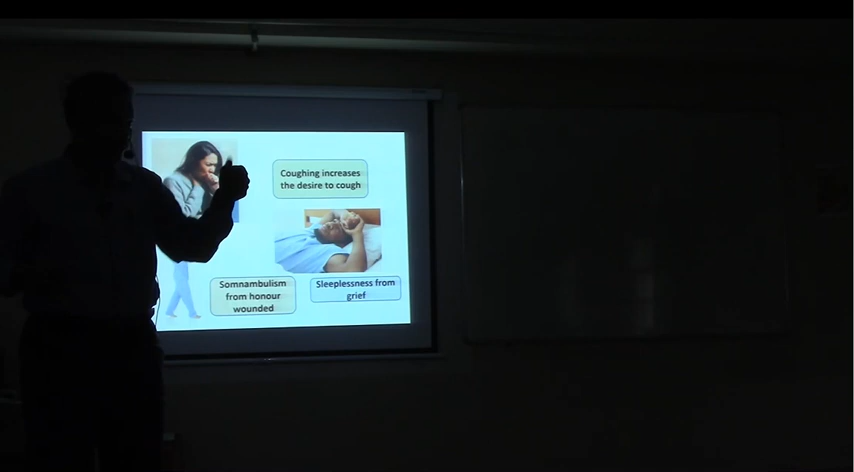 Coughing increases
the desire to cough
Somnambulism
from honour
wounded
Sleeplessness from
grief